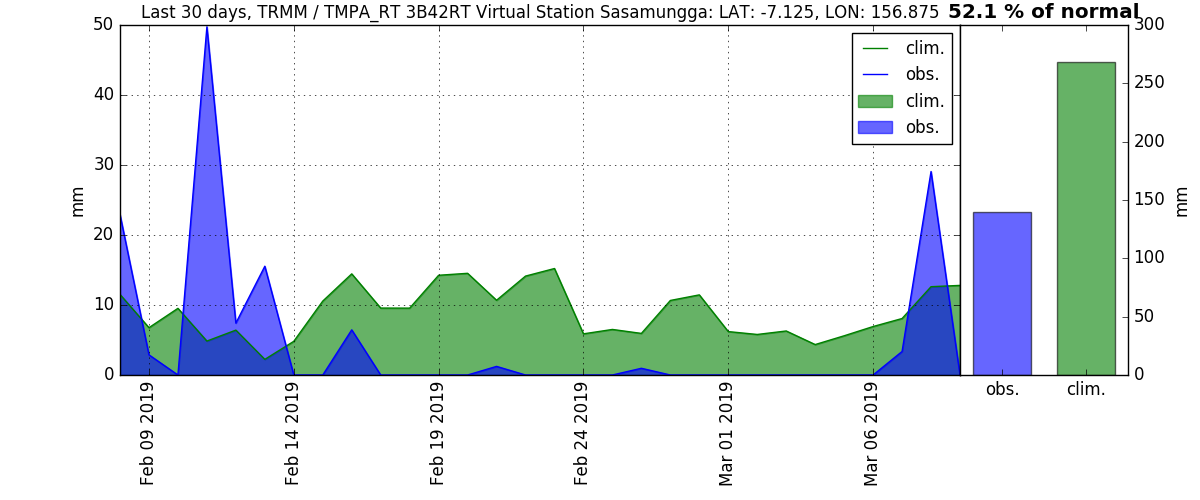 Last 30 days, TRMM / TMPA_RT 3B42RT Virtual Station Sasamungga: LAT: -7.125, LON: 156.875 52.1 % of normal
50
40
30
20
10
0
mm
clim.
obs.
clim.
obs.
300
250
200
150
100
50
0
mm
obs. clim.
Feb 09 2019
Feb 14 2019
Feb 19 2019
Feb 24 2019
Mar 01 2019
Mar 06 2019